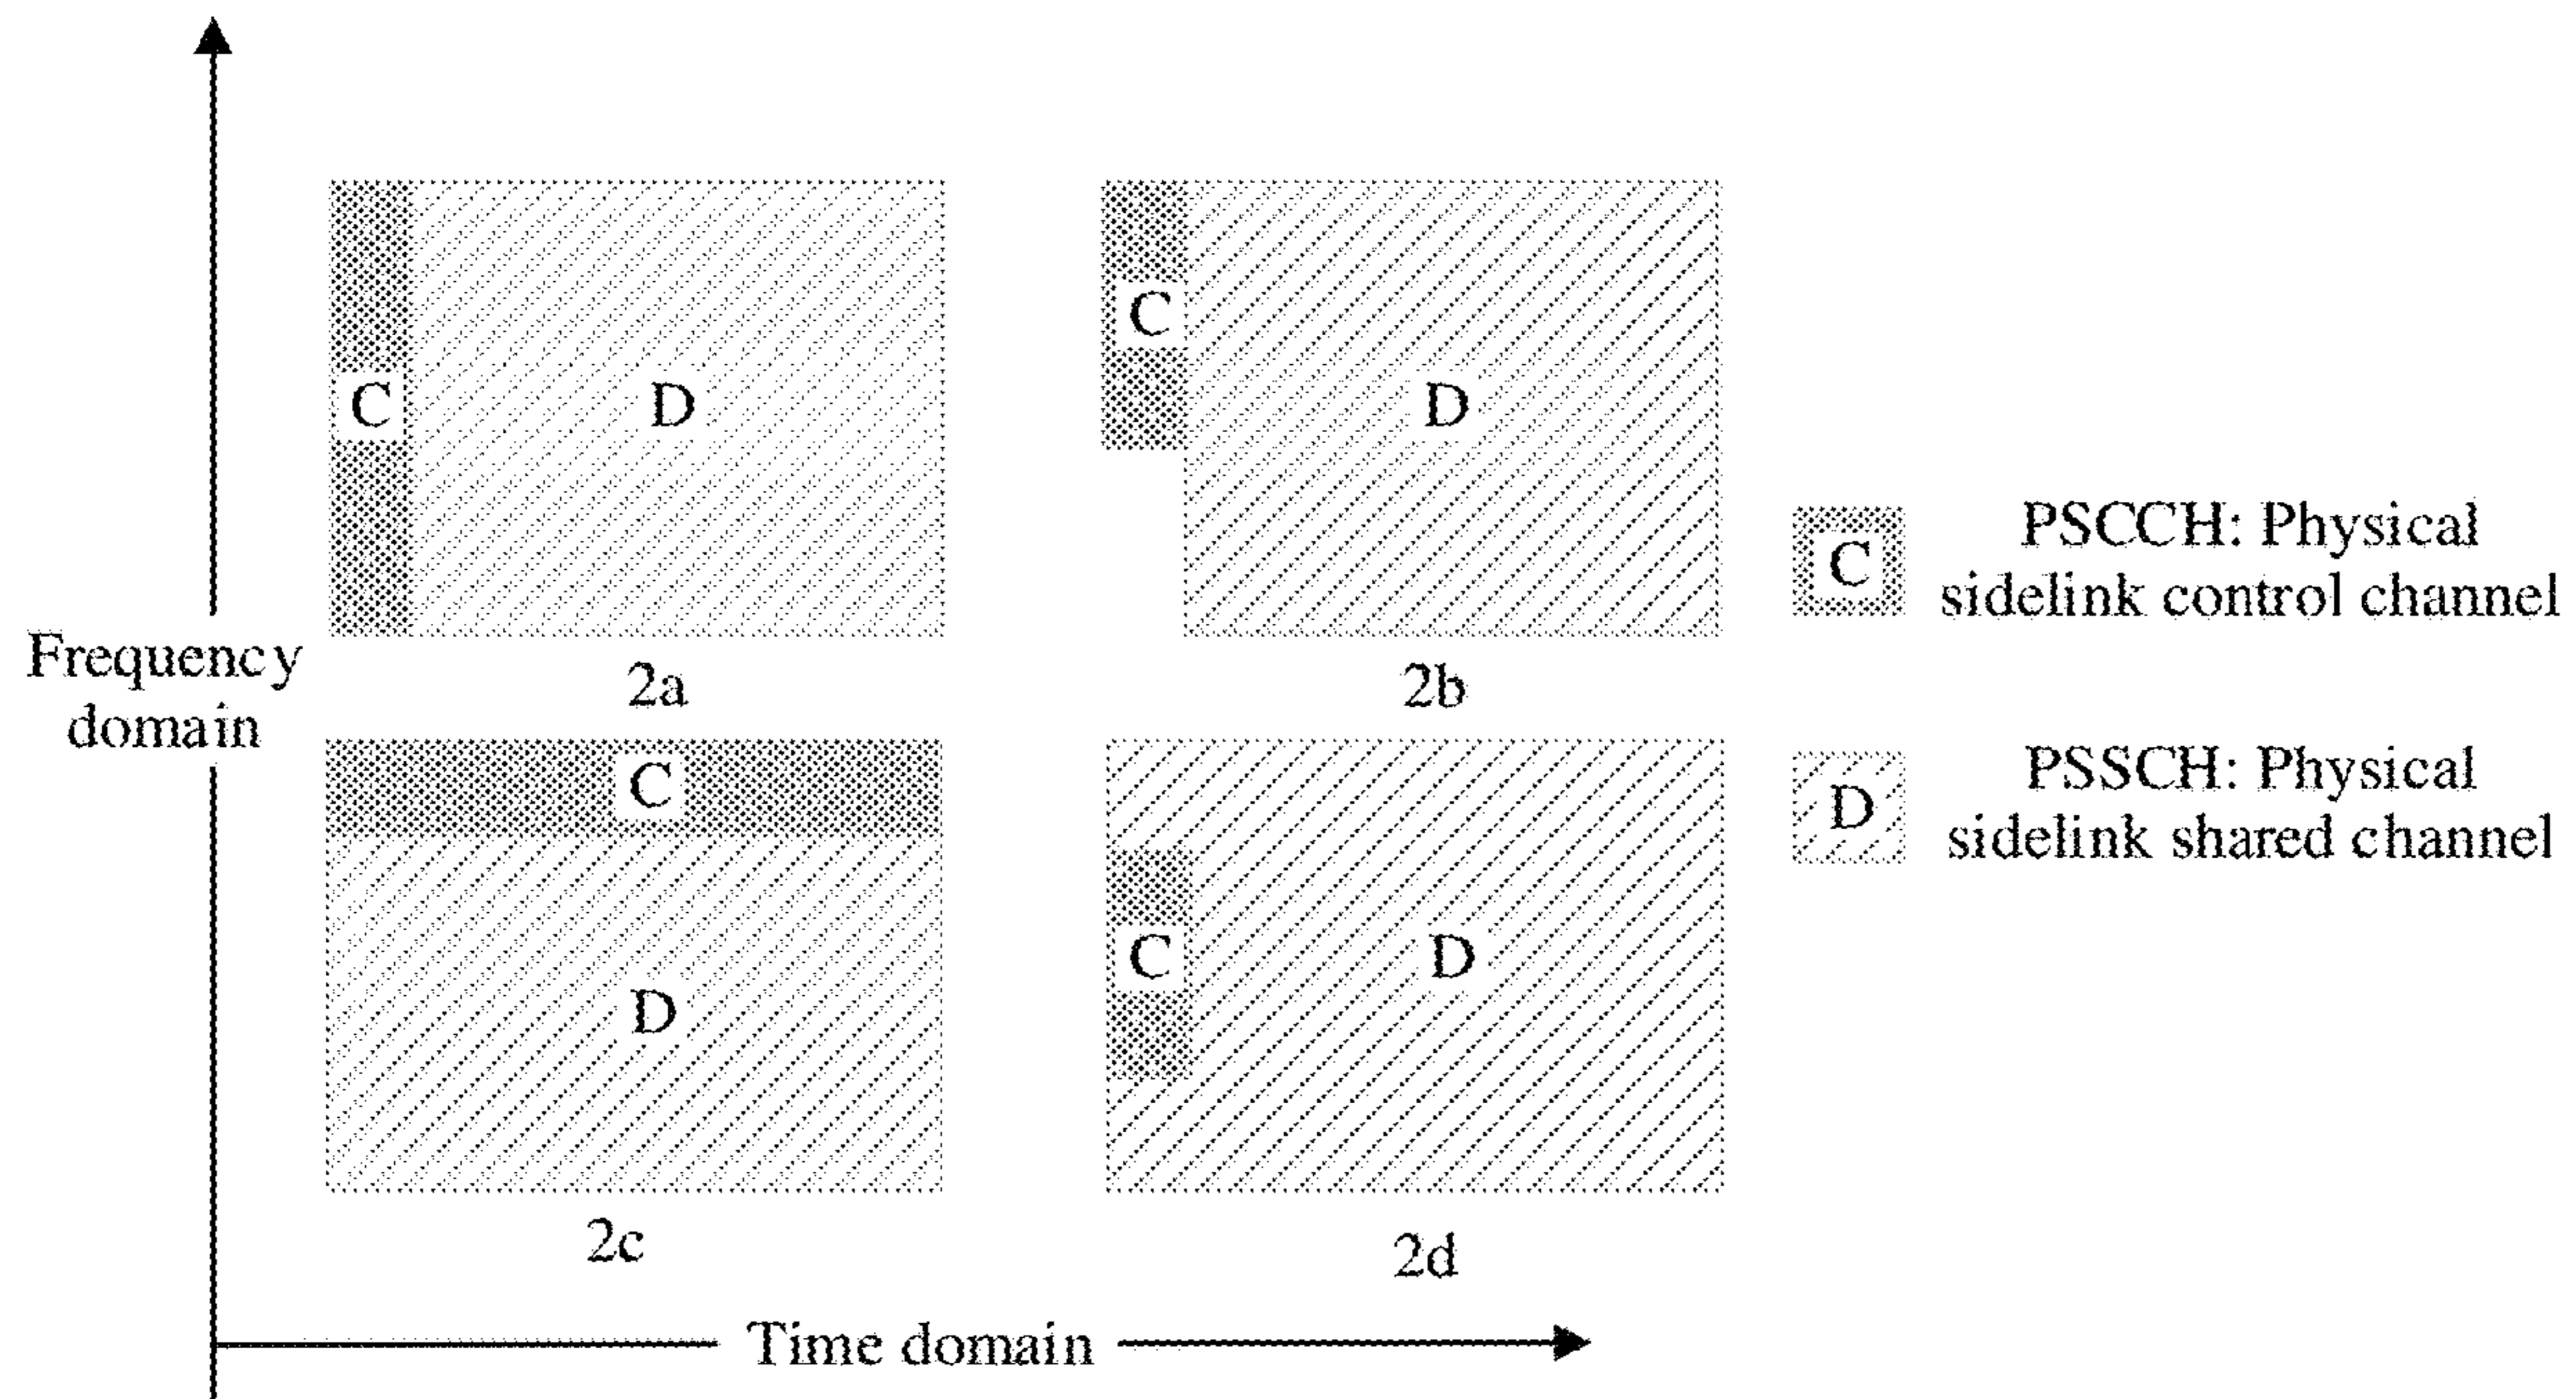 C
D
2a
C
D
2b
Frequency
domain
C
D
2c
C
D
2d
Time domain
C
PSCCH: Physical
sidelink control channel
D
PSSCH: Physical
sidelink shared channel